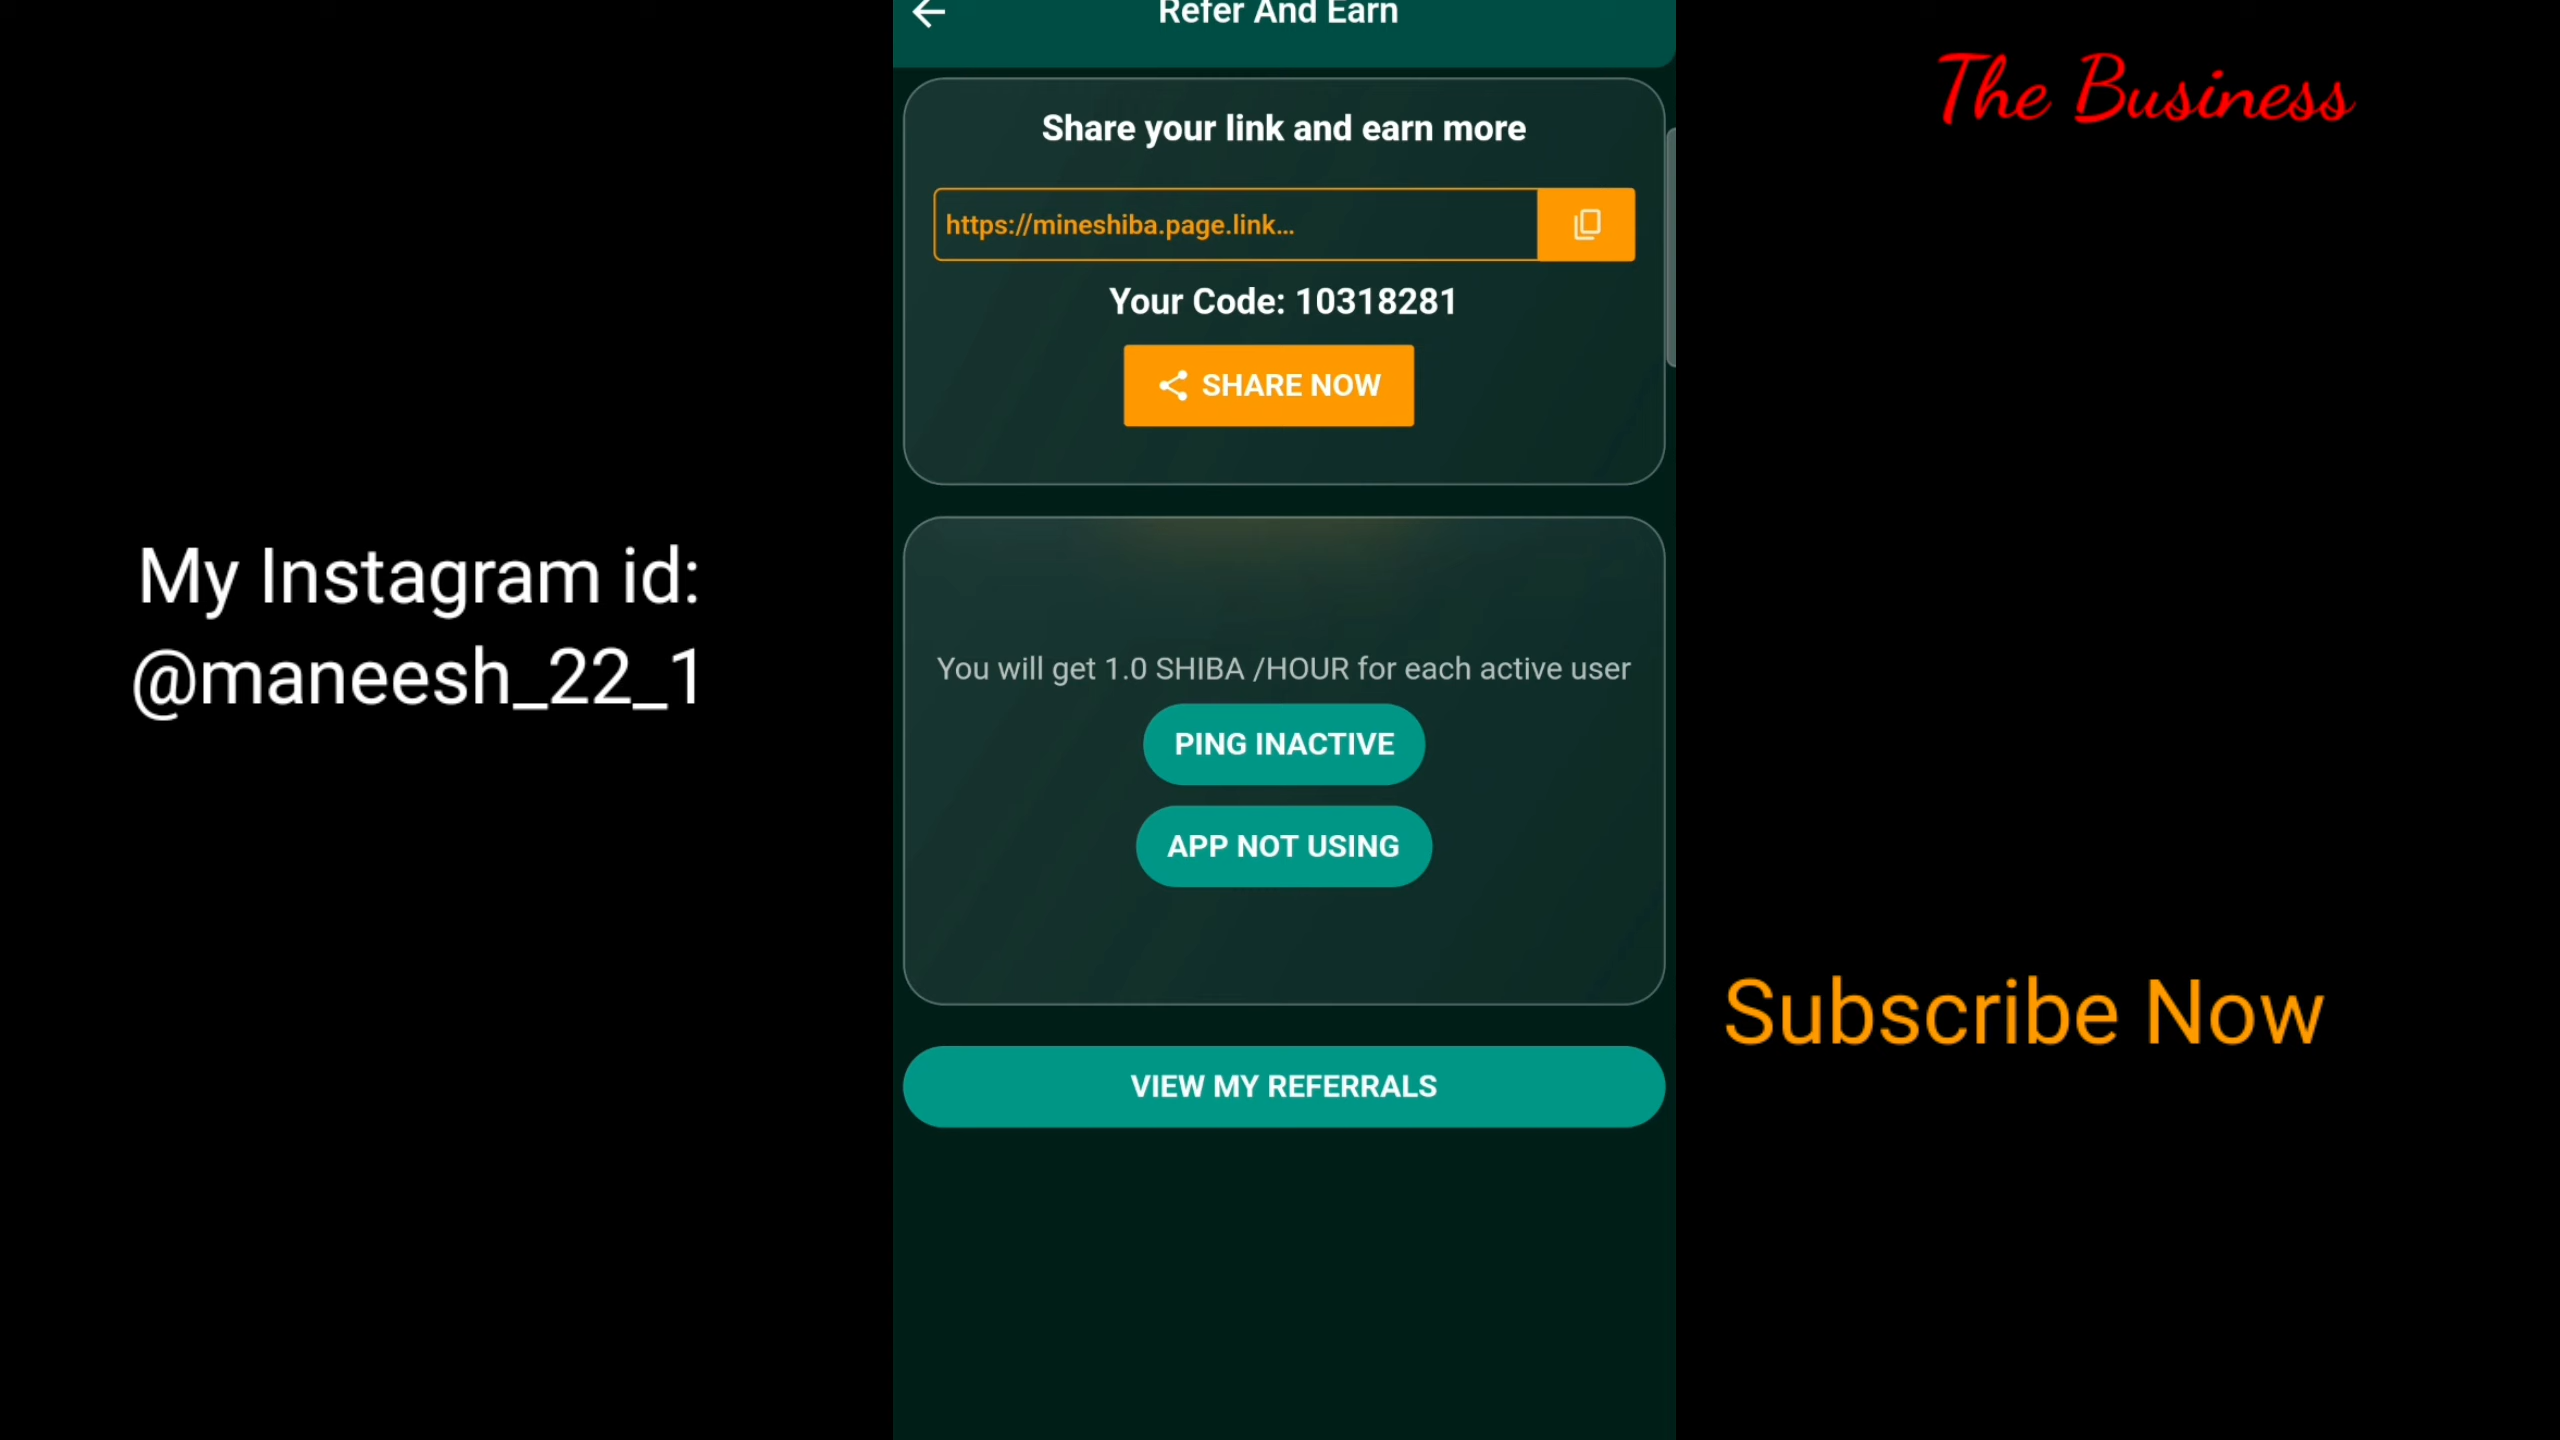 Refer And Earn
The Business
Share your link and earn more
https://mineshiba.page.link...
Your Code: 10318281
SHARE NOW
My Instagram id:
@maneesh_22_1
You will get 1.0 SHIBA /HOUR for each active user
PING INACTIVE
APP NOT USING
Subscribe Now
VIEW MY REFERRALS